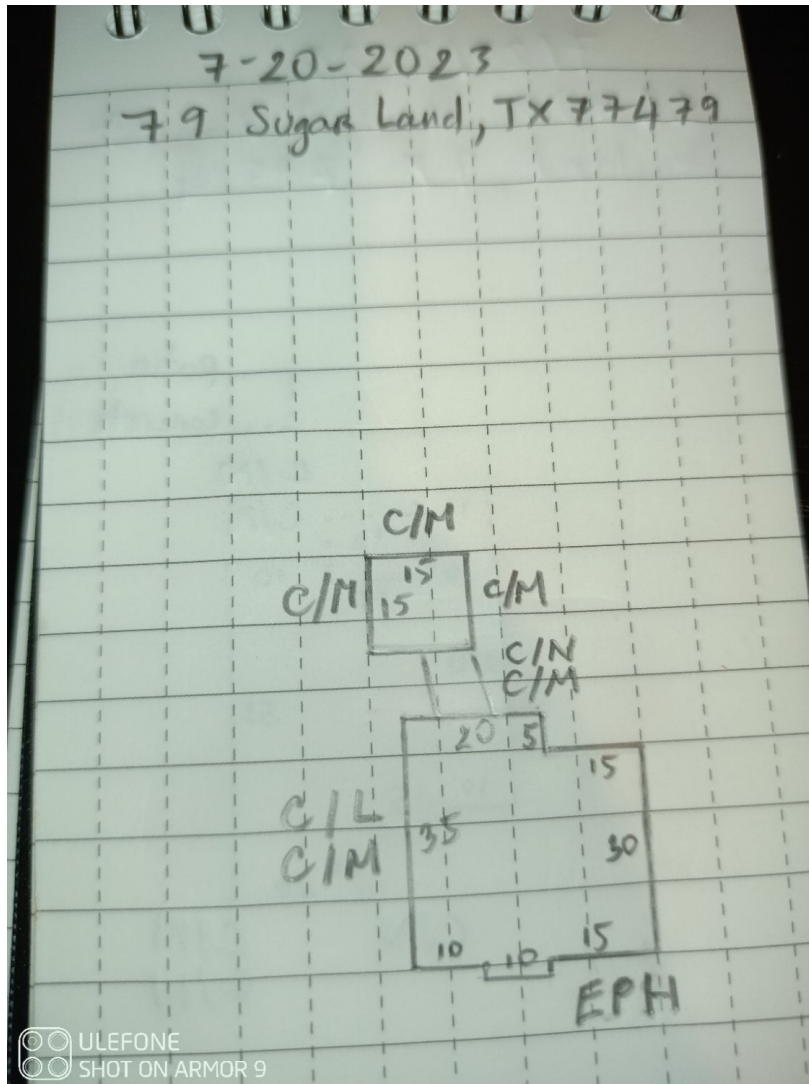 7-20-2023
79 Sugar Land, TX 77479
C/M
15
C/M 15 C/M
C/N
C/M
20 5
15
C/L
35
30
C/M
10 10 15
EPH
ULEFONE
SHOT ON ARMOR 9